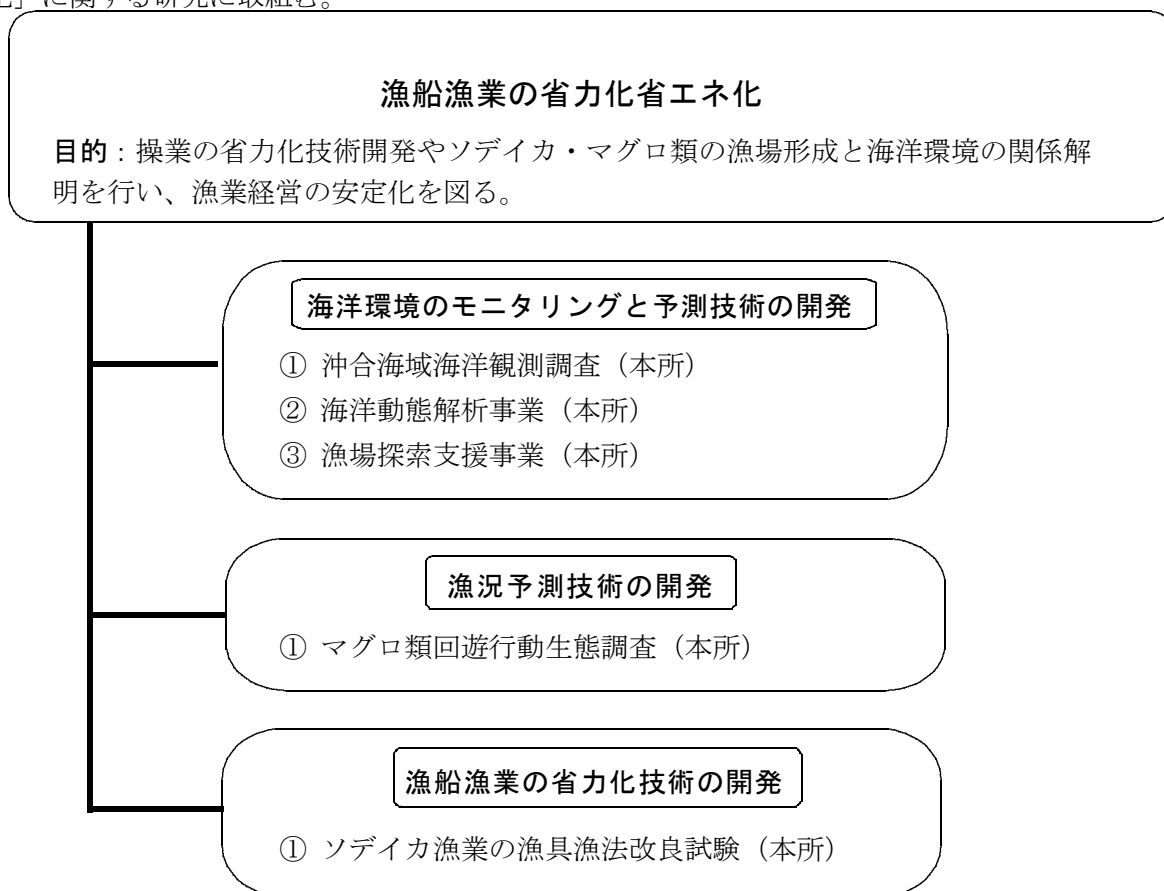 化」に関する研究に取組む。
漁船漁業の省力化省エネ化
目的：操業の省力化技術開発やソデイカ・マグロ類の漁場形成と海洋環境の関係解
明を行い、漁業経営の安定化を図る。
海洋環境のモニタリングと予測技術の開発
① 沖合海域海洋観測調査（本所）
② 海洋動態解析事業（本所）
③ 漁場探索支援事業（本所）
漁況予測技術の開発
① マグロ類回遊行動生態調査（本所）
漁船漁業の省力化技術の開発
① ソデイカ漁業の漁具漁法改良試験（本所）